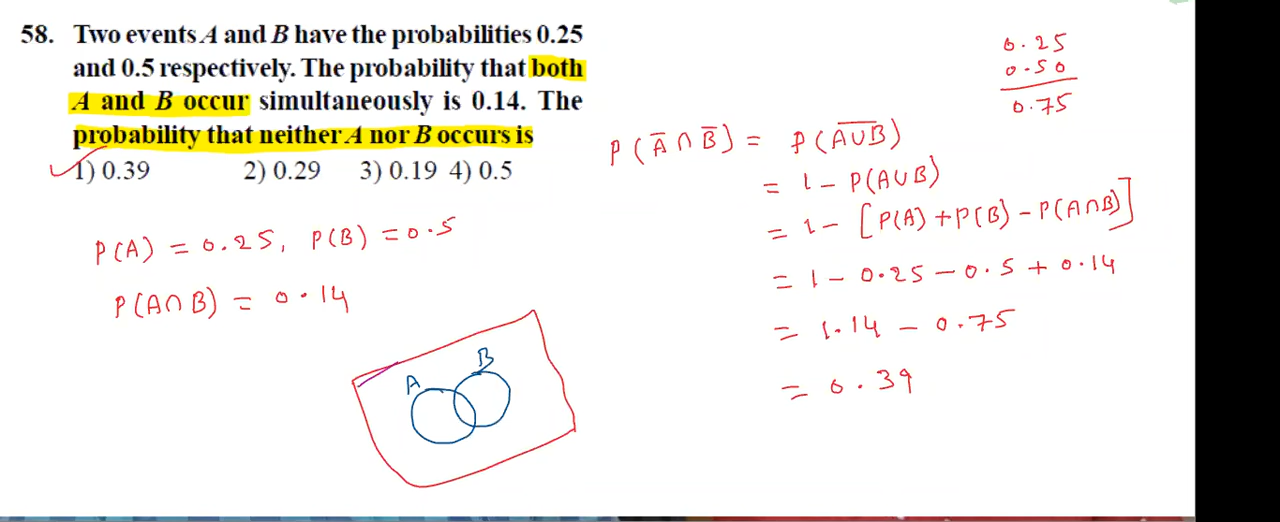 58. Two events A and B have the probabilities 0.25
and 0.5 respectively. The probability that both
A and B occur simultaneously is 0.14. The
probability that neither A nor B occurs is
1) 0.39 2) 0.29 3) 0.19 4) 0.5
P(A) = 0.25, P(B) = 0.5
P(A∩B) = 0.14
A
B
0.25
0.50
0.75
P(A̅ ∩ B̅) = P(A̅∪̅B̅)
= 1 - P(A∪B)
= 1 - [P(A) + P(B) - P(A∩B)]
= 1 - 0.25 - 0.5 + 0.14
= 1.14 - 0.75
= 0.39